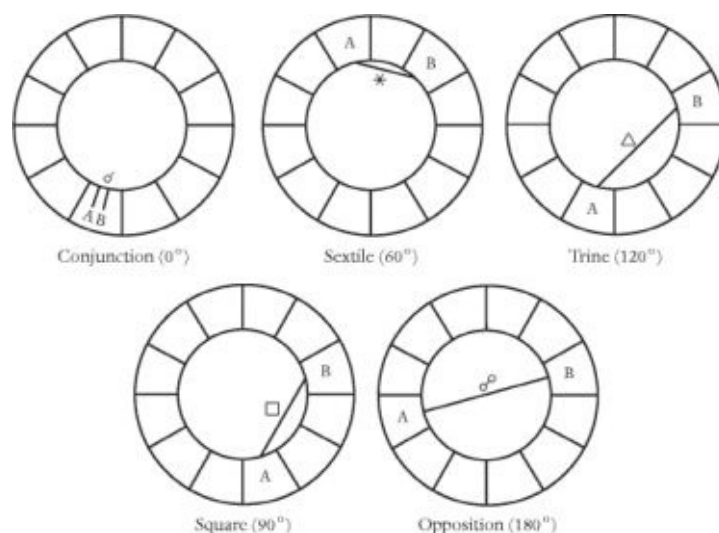 A B
Conjunction (0°)
A
B
Sextile (60°)
B
A
Trine (120°)
B
A
Square (90°)
B
A
Opposition (180°)